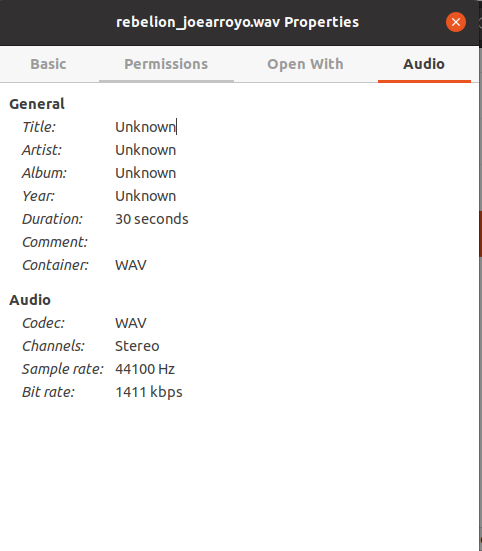 rebelion_joearroyo.wav Properties
Basic Permissions Open With Audio
General
Title: Unknown
Artist: Unknown
Album: Unknown
Year: Unknown
Duration: 30 seconds
Comment:
Container: WAV
Audio
Codec: WAV
Channels: Stereo
Sample rate: 44100 Hz
Bit rate: 1411 kbps